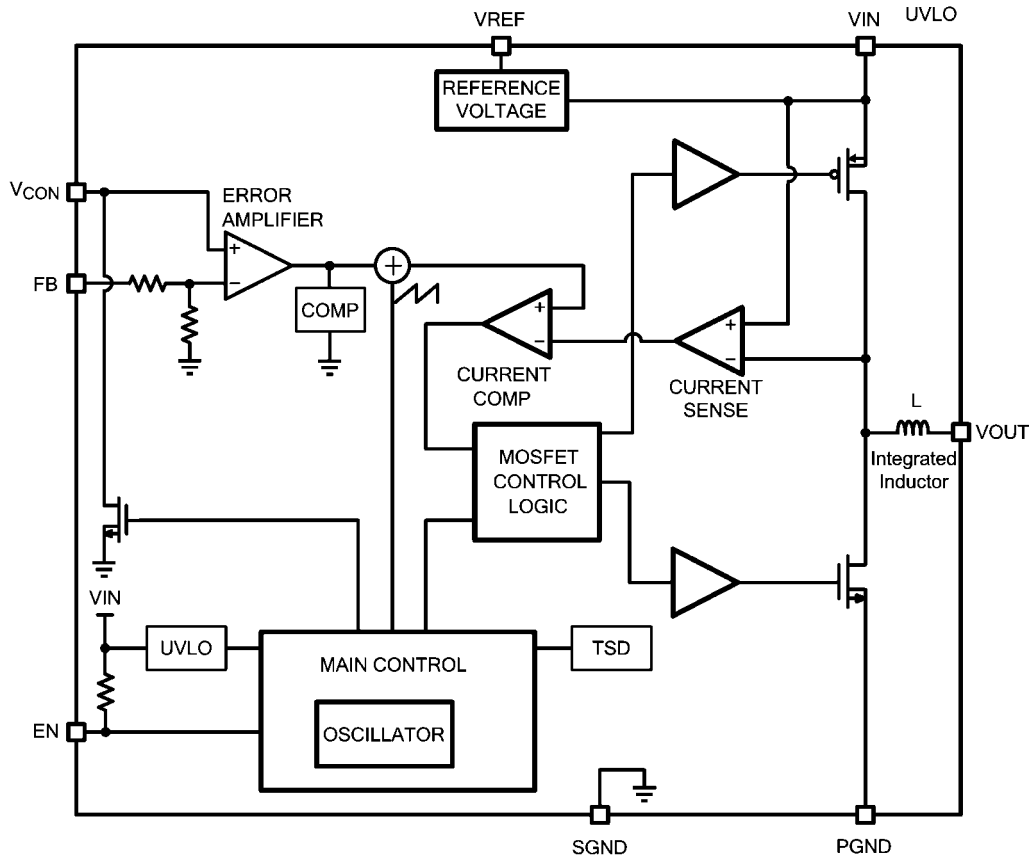 VREF
VIN
UVLO
REFERENCE
VOLTAGE
VCON
ERROR
AMPLIFIER
+
−
FB
COMP
+
+
−
CURRENT
COMP
+
−
CURRENT
SENSE
L
VOUT
Integrated
Inductor
MOSFET
CONTROL
LOGIC
VIN
UVLO
MAIN CONTROL
TSD
EN
OSCILLATOR
SGND
PGND